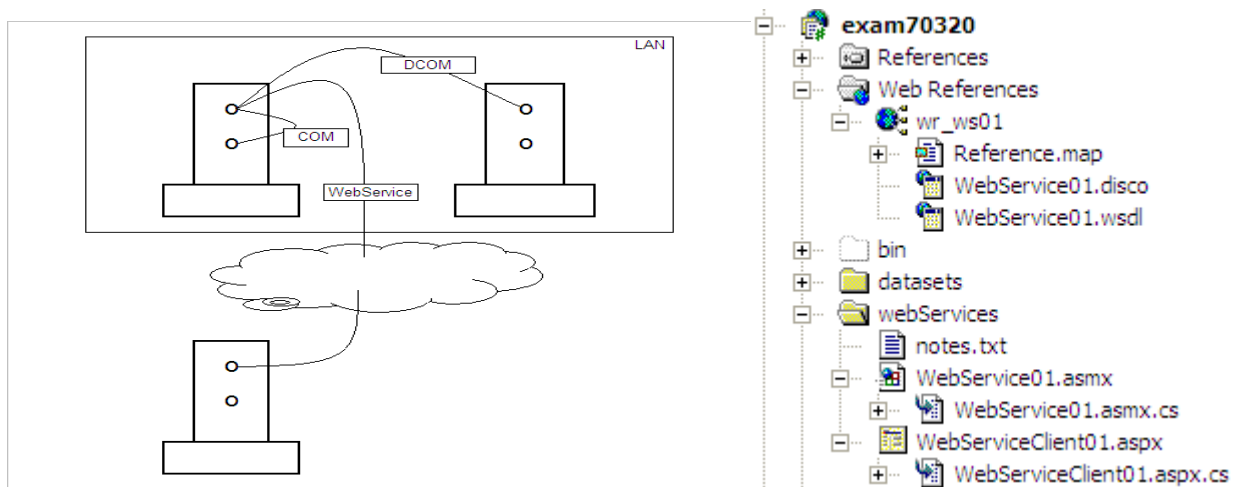 LAN
DCOM
COM
WebService
exam70320
References
Web References
wr_ws01
Reference.map
WebService01.disco
WebService01.wsdl
bin
datasets
webServices
notes.txt
WebService01.asmx
WebService01.asmx.cs
WebServiceClient01.aspx
WebServiceClient01.aspx.cs